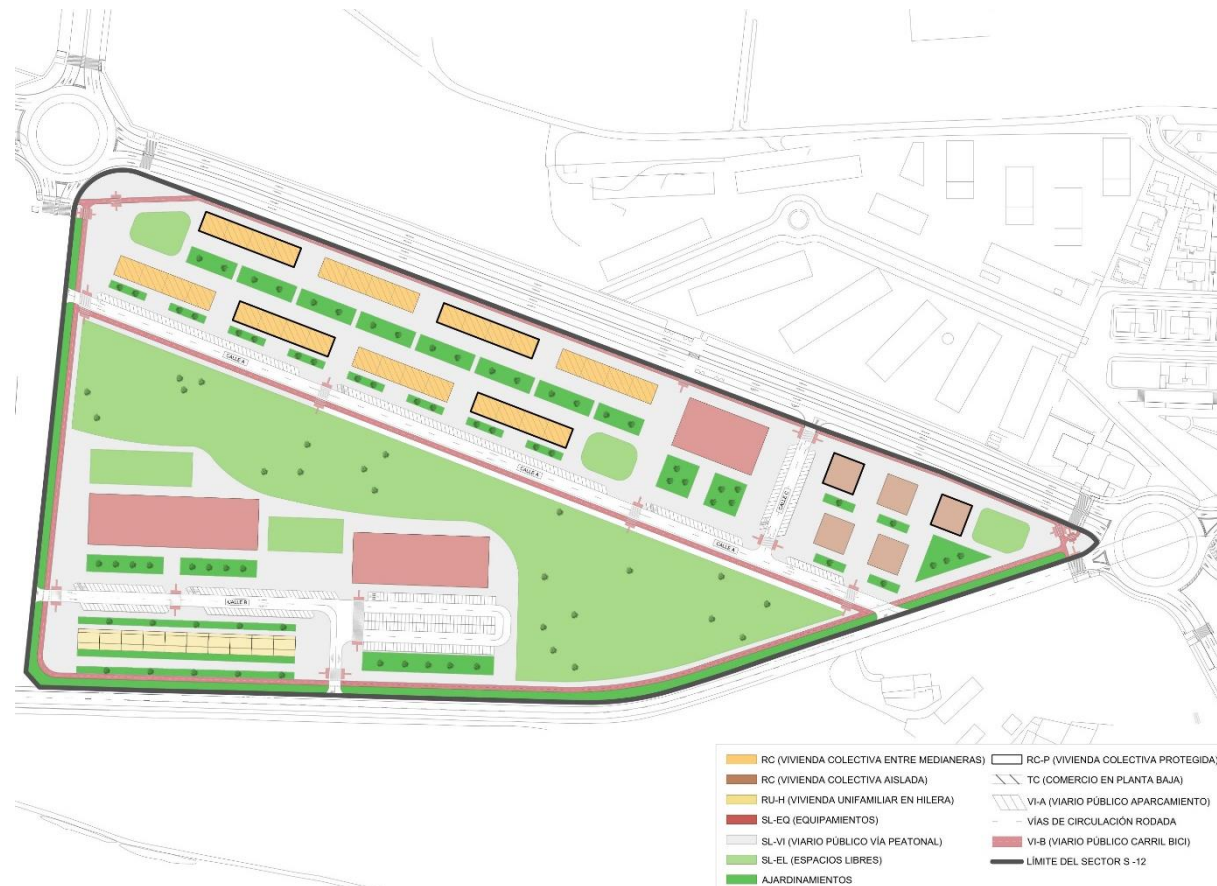 CALLE A
CALLE A
CALLE C
CALLE A
CALLE B
RC (VIVIENDA COLECTIVA ENTRE MEDIANERAS)
RC (VIVIENDA COLECTIVA AISLADA)
RU-H (VIVIENDA UNIFAMILIAR EN HILERA)
SL-EQ (EQUIPAMIENTOS)
SL-VI (VIARIO PÚBLICO VÍA PEATONAL)
SL-EL (ESPACIOS LIBRES)
AJARDINAMIENTOS
RC-P (VIVIENDA COLECTIVA PROTEGIDA)
TC (COMERCIO EN PLANTA BAJA)
VI-A (VIARIO PÚBLICO APARCAMIENTO)
VÍAS DE CIRCULACIÓN RODADA
VI-B (VIARIO PÚBLICO CARRIL BICI)
LÍMITE DEL SECTOR S -12